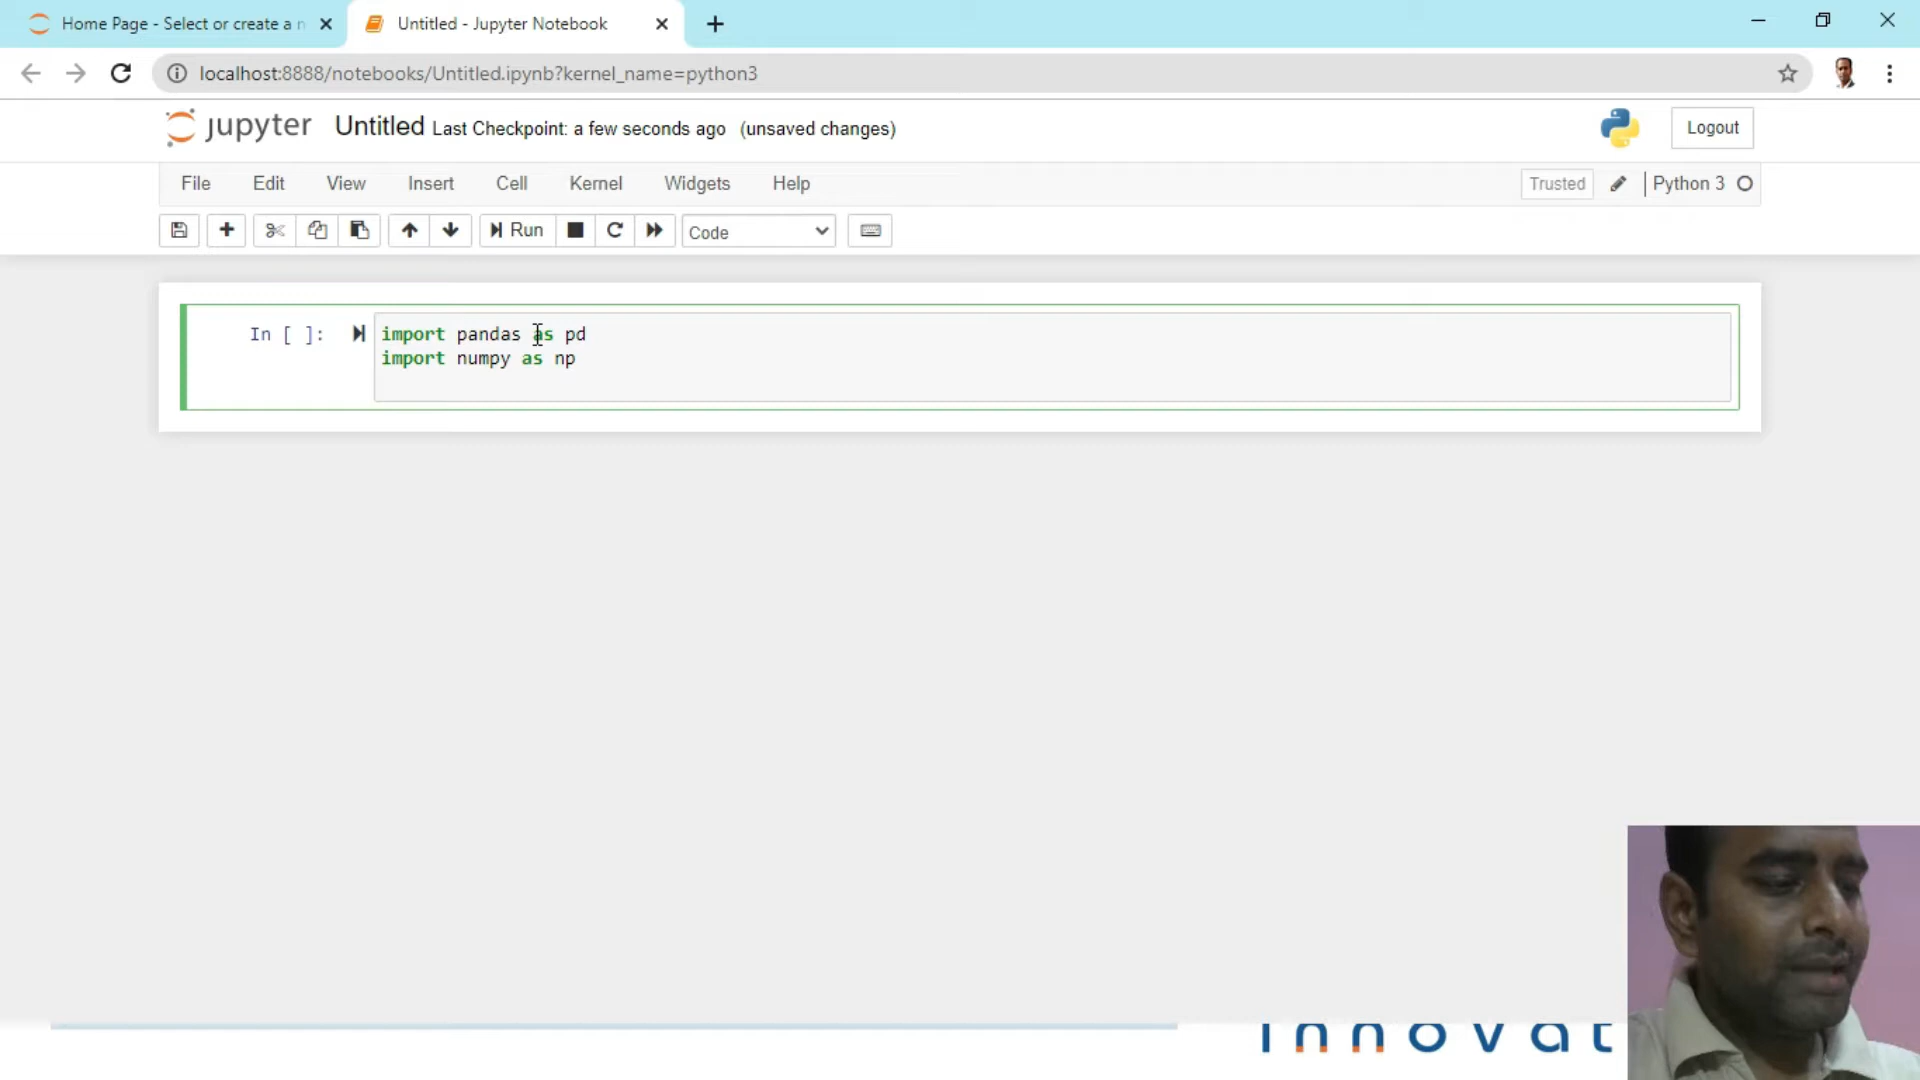 Home Page - Select or create a n
Untitled - Jupyter Notebook
localhost:8888/notebooks/Untitled.ipynb?kernel_name=python3
jupyter Untitled Last Checkpoint: a few seconds ago (unsaved changes)
Logout
File Edit View Insert Cell Kernel Widgets Help
Trusted
Python 3
Run
Code
In [ ]:
import pandas as pd
import numpy as np
innovat